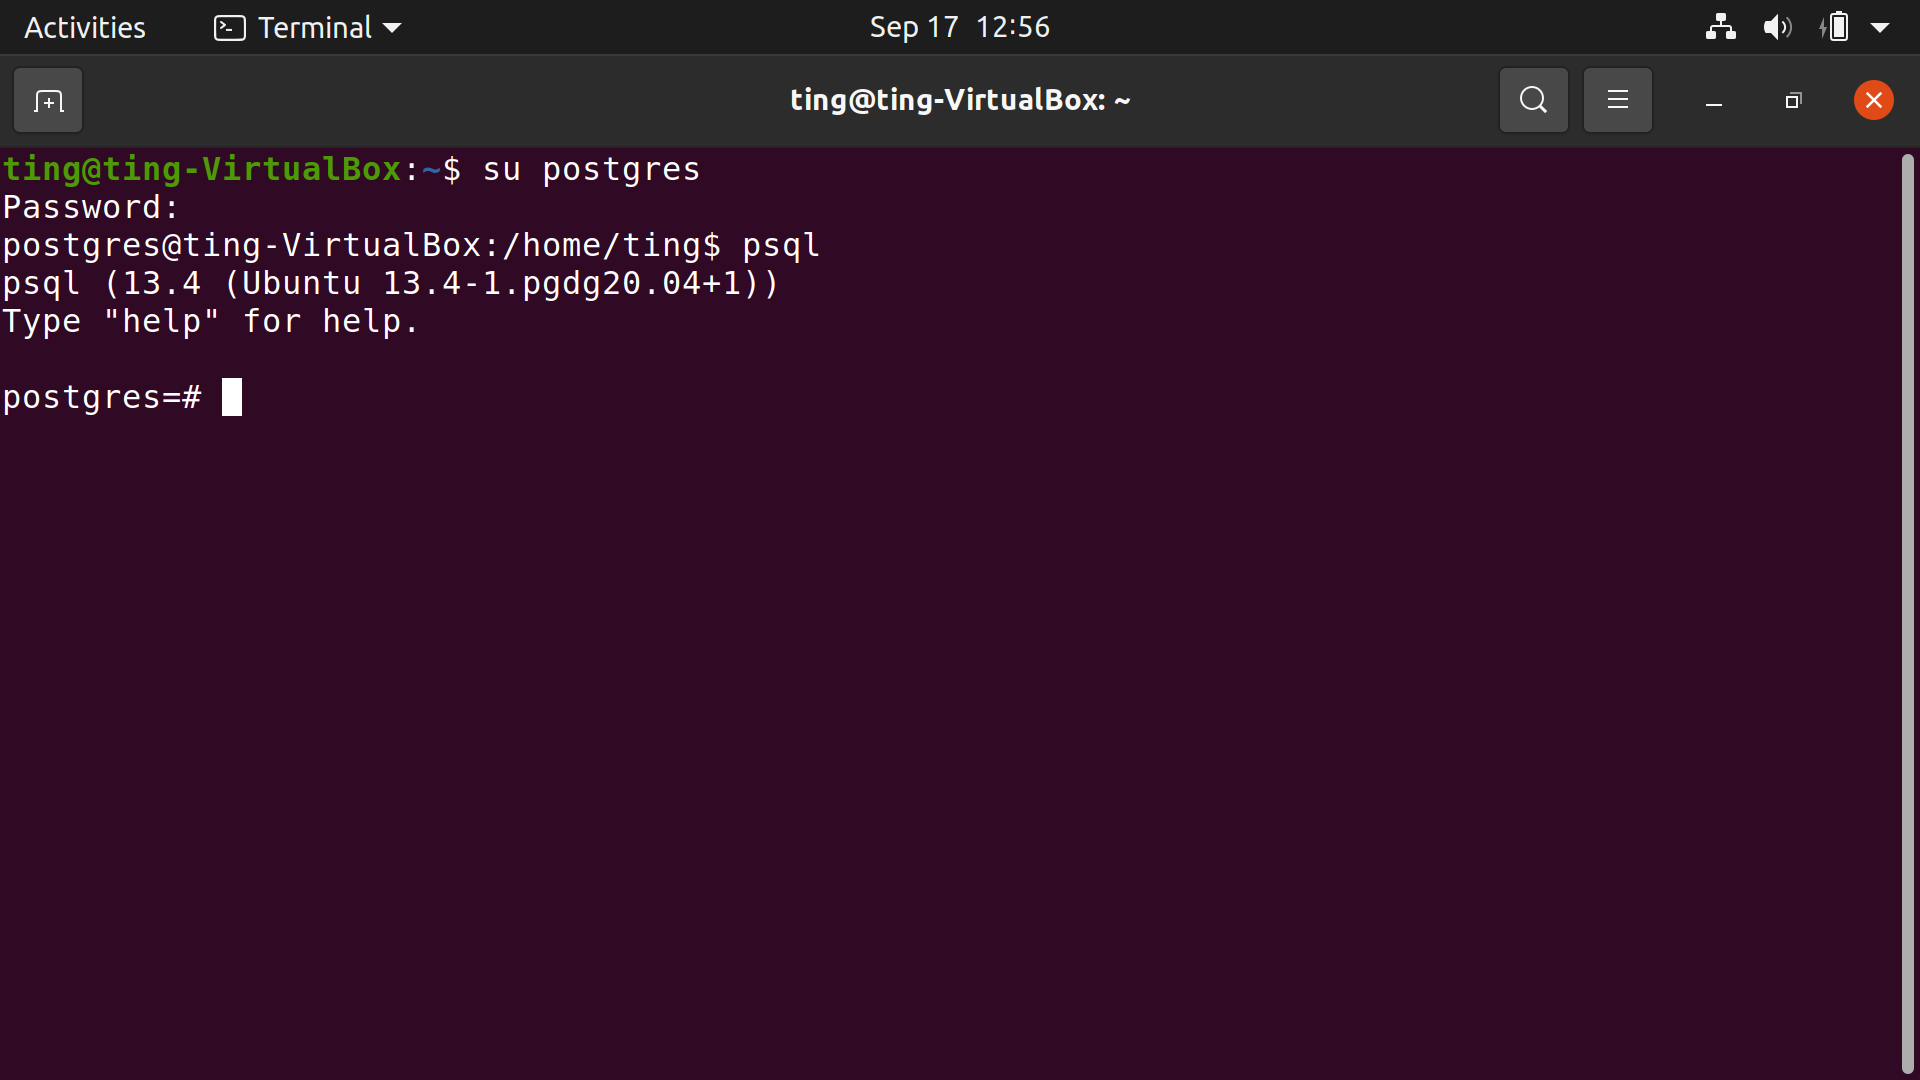 Activities Terminal Sep 17 12:56
ting@ting-VirtualBox: ~
ting@ting-VirtualBox:~$ su postgres
Password:
postgres@ting-VirtualBox:/home/ting$ psql
psql (13.4 (Ubuntu 13.4-1.pgdg20.04+1))
Type "help" for help.
postgres=#